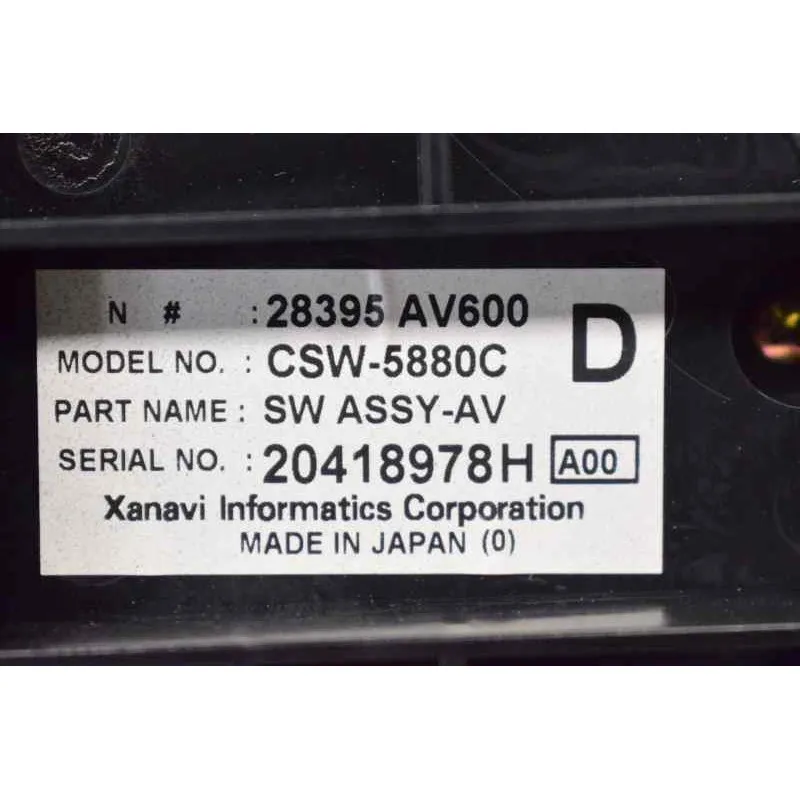 N # : 28395 AV600 D
MODEL NO. : CSW-5880C
PART NAME : SW ASSY-AV
SERIAL NO. : 20418978H A00
Xanavi Informatics Corporation
MADE IN JAPAN (0)